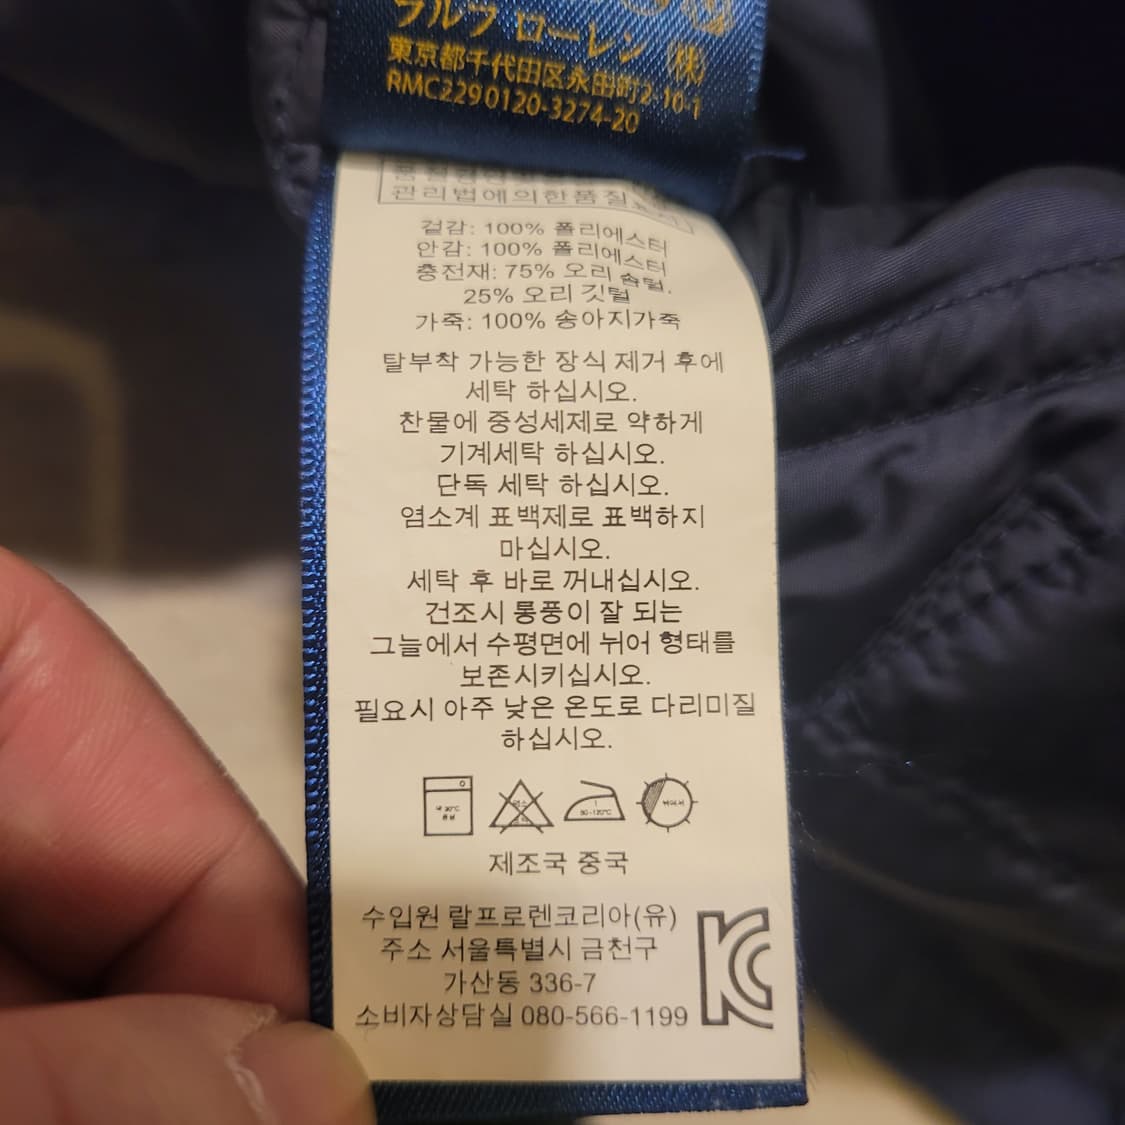 ラルフ ローレン (株)
東京都千代田区永田町2-10-1
RMC229 0120-3274-20
관리법에의한품질표시
겉감: 100% 폴리에스터
안감: 100% 폴리에스터
충전재: 75% 오리 솜털.
25% 오리 깃털
가죽: 100% 송아지가죽
탈부착 가능한 장식 제거 후에
세탁 하십시오.
찬물에 중성세제로 약하게
기계세탁 하십시오.
단독 세탁 하십시오.
염소계 표백제로 표백하지
마십시오.
세탁 후 바로 꺼내십시오.
건조시 통풍이 잘 되는
그늘에서 수평면에 뉘어 형태를
보존시키십시오.
필요시 아주 낮은 온도로 다리미질
하십시오.
80-120℃
뉘어서
제조국 중국
수입원 랄프로렌코리아(유)
주소 서울특별시 금천구
가산동 336-7
소비자상담실 080-566-1199